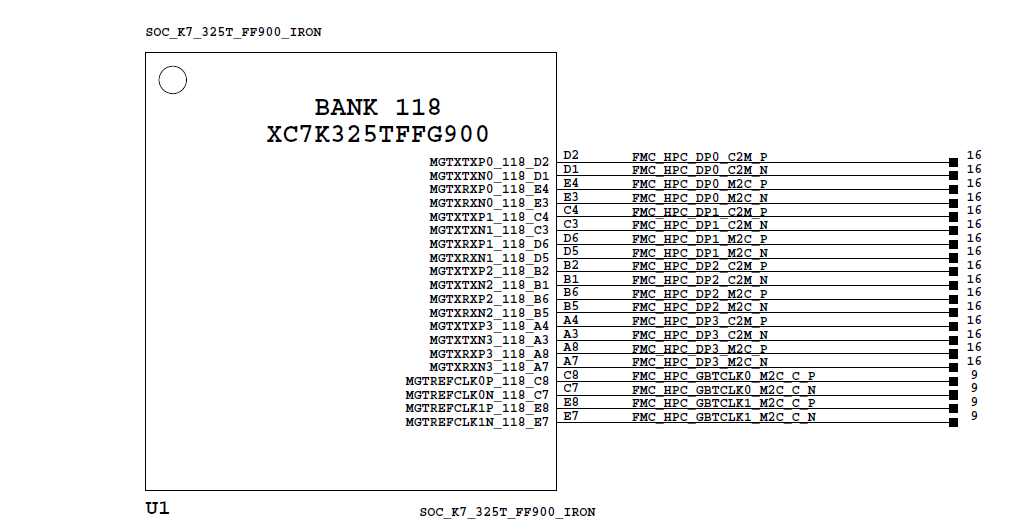 SOC_K7_325T_FF900_IRON
BANK 118
XC7K325TFFG900
MGTXTXP0_118_D2 D2 FMC_HPC_DP0_C2M_P 16
MGTXTXN0_118_D1 D1 FMC_HPC_DP0_C2M_N 16
MGTXRXP0_118_E4 E4 FMC_HPC_DP0_M2C_P 16
MGTXRXN0_118_E3 E3 FMC_HPC_DP0_M2C_N 16
MGTXTXP1_118_C4 C4 FMC_HPC_DP1_C2M_P 16
MGTXTXN1_118_C3 C3 FMC_HPC_DP1_C2M_N 16
MGTXRXP1_118_D6 D6 FMC_HPC_DP1_M2C_P 16
MGTXRXN1_118_D5 D5 FMC_HPC_DP1_M2C_N 16
MGTXTXP2_118_B2 B2 FMC_HPC_DP2_C2M_P 16
MGTXTXN2_118_B1 B1 FMC_HPC_DP2_C2M_N 16
MGTXRXP2_118_B6 B6 FMC_HPC_DP2_M2C_P 16
MGTXRXN2_118_B5 B5 FMC_HPC_DP2_M2C_N 16
MGTXTXP3_118_A4 A4 FMC_HPC_DP3_C2M_P 16
MGTXTXN3_118_A3 A3 FMC_HPC_DP3_C2M_N 16
MGTXRXP3_118_A8 A8 FMC_HPC_DP3_M2C_P 16
MGTXRXN3_118_A7 A7 FMC_HPC_DP3_M2C_N 16
MGTREFCLK0P_118_C8 C8 FMC_HPC_GBTCLK0_M2C_C_P 9
MGTREFCLK0N_118_C7 C7 FMC_HPC_GBTCLK0_M2C_C_N 9
MGTREFCLK1P_118_E8 E8 FMC_HPC_GBTCLK1_M2C_C_P 9
MGTREFCLK1N_118_E7 E7 FMC_HPC_GBTCLK1_M2C_C_N 9
U1
SOC_K7_325T_FF900_IRON